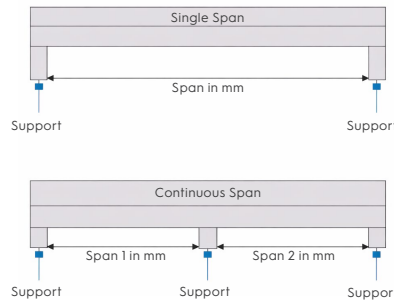 Single Span
Span in mm
Support
Suppor
Continuous Span
Span 1 in mm
Span 2 in mm
Support
Support
Suppor